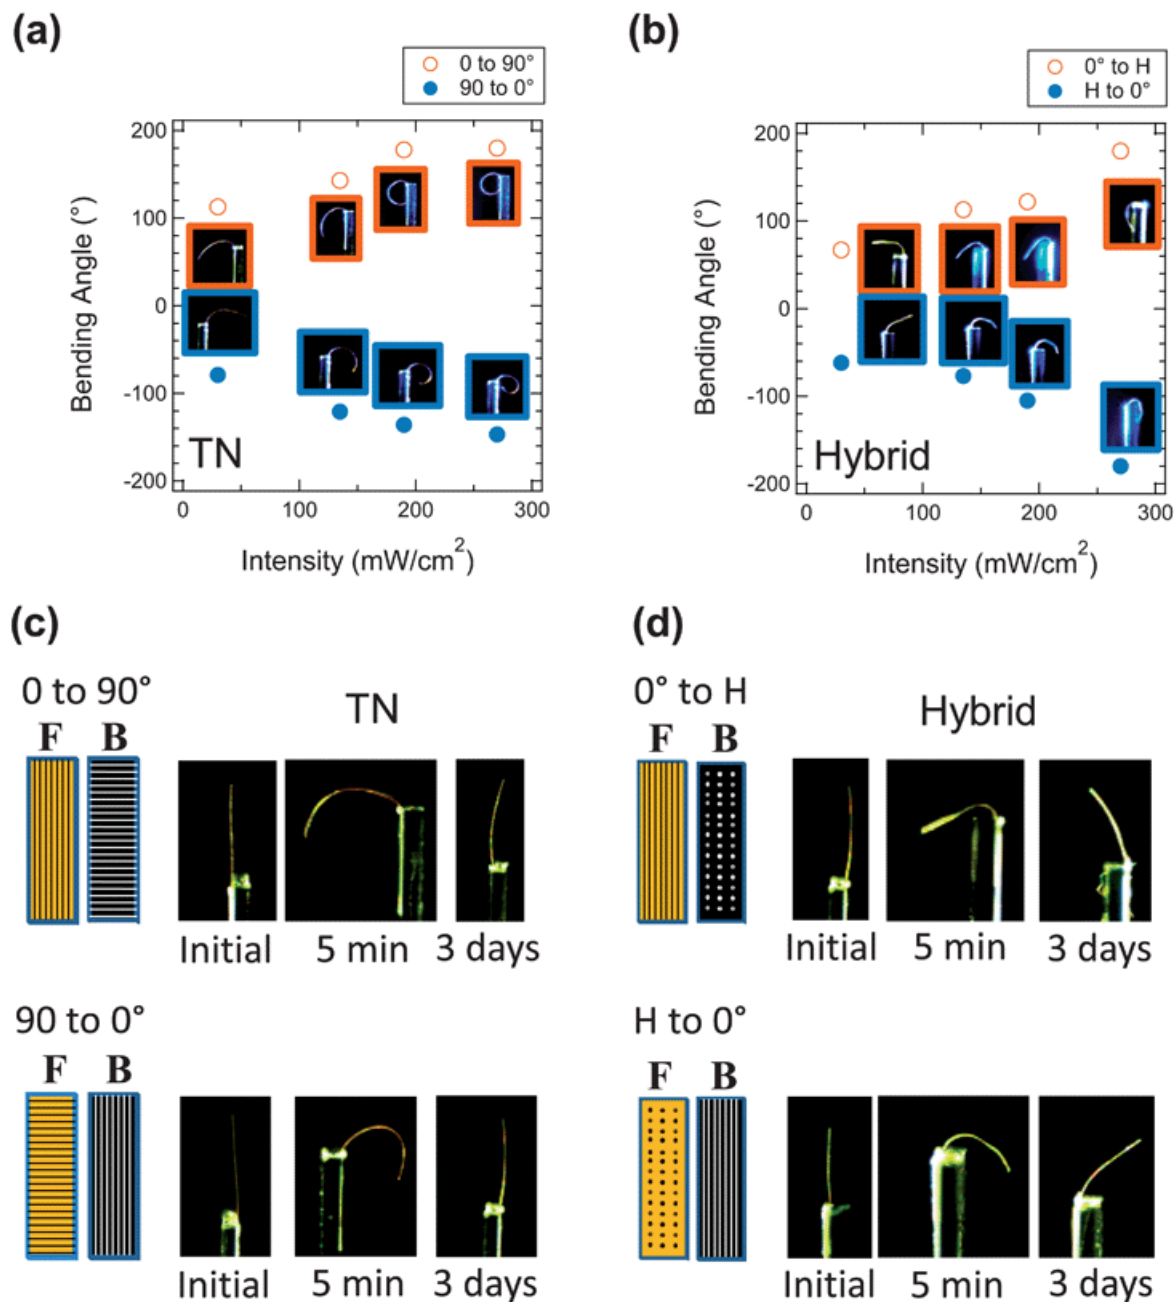 (a)
0 to 90°
90 to 0°
200
100
0
-100
-200
Bending Angle (°)
TN
0
100
200
300
Intensity (mW/cm²)
(b)
0° to H
H to 0°
200
100
0
-100
-200
Bending Angle (°)
Hybrid
0
100
200
300
Intensity (mW/cm²)
(c)
0 to 90°
F B
TN
Initial 5 min 3 days
90 to 0°
F B
Initial 5 min 3 days
(d)
0° to H
F B
Hybrid
Initial 5 min 3 days
H to 0°
F B
Initial 5 min 3 days